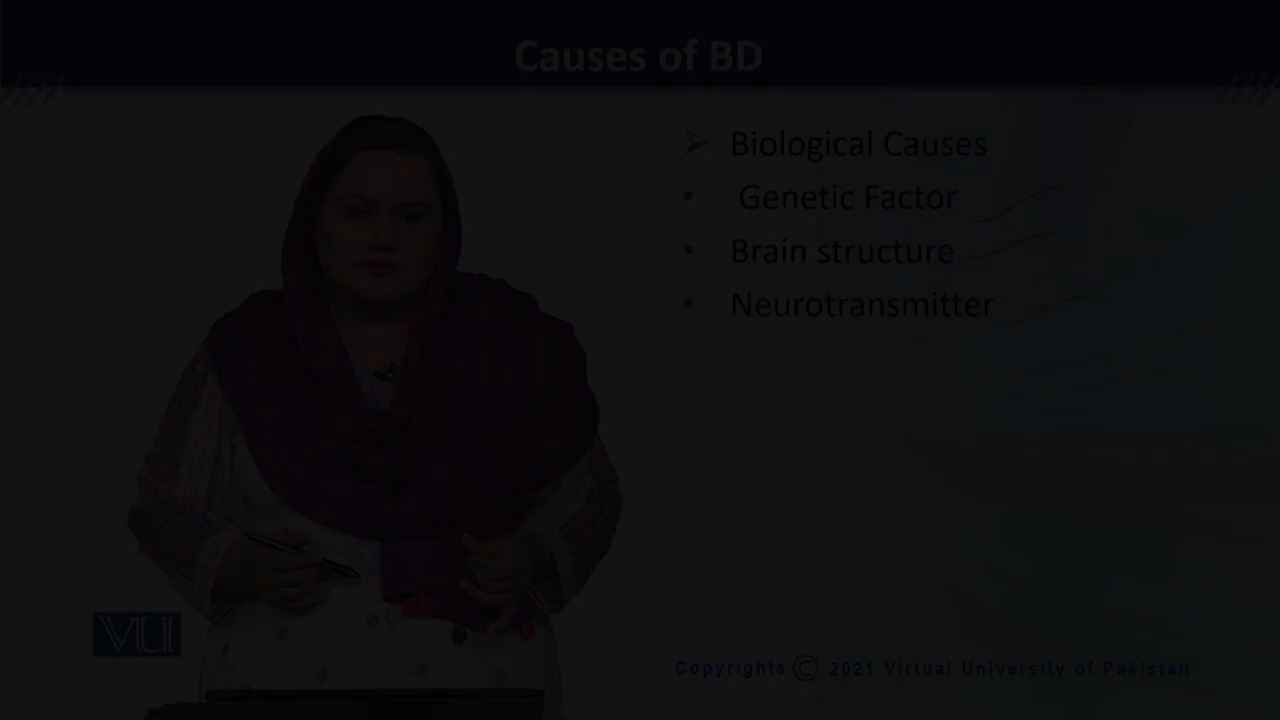 Causes of BD
Biological Causes
Genetic Factor
Brain structure
Neurotransmitter
VU
Copyrights © 2021 Virtual University of Pakistan